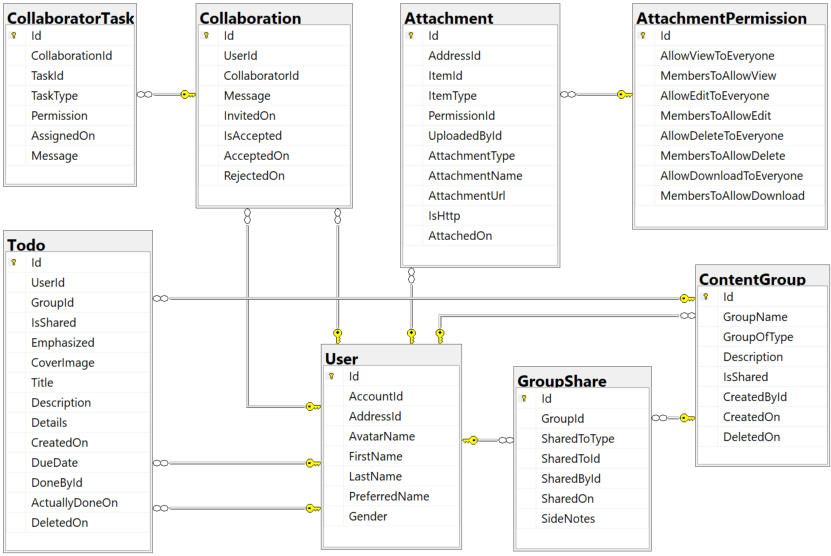 CollaboratorTask
Id
CollaborationId
TaskId
TaskType
Permission
AssignedOn
Message
Collaboration
Id
UserId
CollaboratorId
Message
InvitedOn
IsAccepted
AcceptedOn
RejectedOn
Attachment
Id
AddressId
ItemId
ItemType
PermissionId
UploadedById
AttachmentType
AttachmentName
AttachmentUrl
IsHttp
AttachedOn
AttachmentPermission
Id
AllowViewToEveryone
MembersToAllowView
AllowEditToEveryone
MembersToAllowEdit
AllowDeleteToEveryone
MembersToAllowDelete
AllowDownloadToEveryone
MembersToAllowDownload
Todo
Id
UserId
GroupId
IsShared
Emphasized
CoverImage
Title
Description
Details
CreatedOn
DueDate
DoneById
ActuallyDoneOn
DeletedOn
User
Id
AccountId
AddressId
AvatarName
FirstName
LastName
PreferredName
Gender
GroupShare
Id
GroupId
SharedToType
SharedToId
SharedById
SharedOn
SideNotes
ContentGroup
Id
GroupName
GroupOfType
Description
IsShared
CreatedById
CreatedOn
DeletedOn